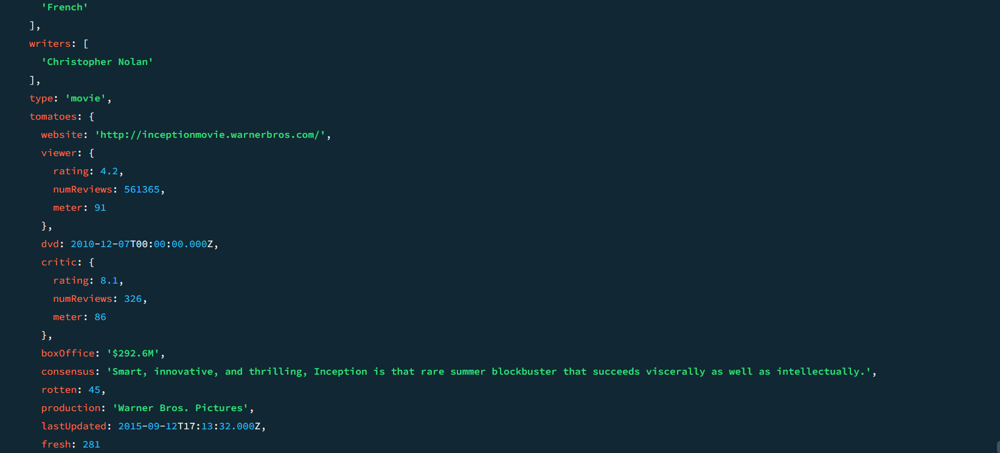 'French'
],
writers: [
'Christopher Nolan'
],
type: 'movie',
tomatoes: {
website: 'http://inceptionmovie.warnerbros.com/',
viewer: {
rating: 4.2,
numReviews: 561365,
meter: 91
},
dvd: 2010-12-07T00:00:00.000Z,
critic: {
rating: 8.1,
numReviews: 326,
meter: 86
},
boxOffice: '$292.6M',
consensus: 'Smart, innovative, and thrilling, Inception is that rare summer blockbuster that succeeds viscerally as well as intellectually.',
rotten: 45,
production: 'Warner Bros. Pictures',
lastUpdated: 2015-09-12T17:13:32.000Z,
fresh: 281